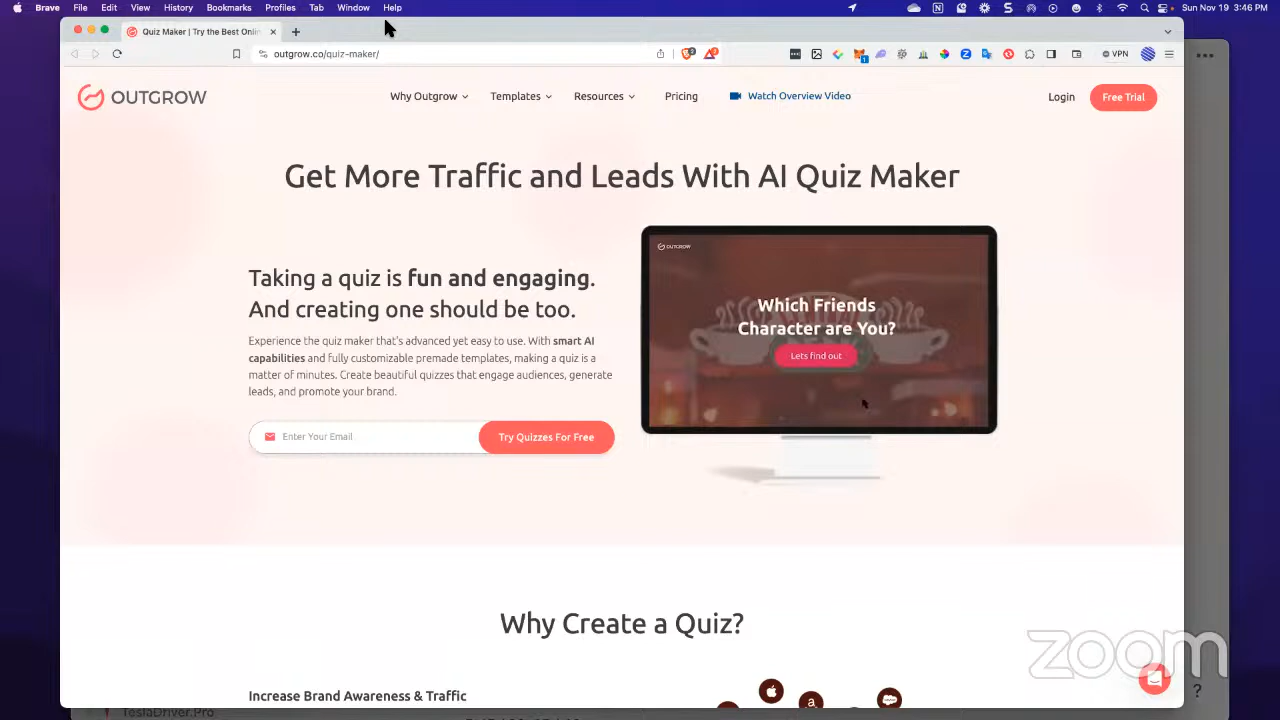 Brave File Edit View History Bookmarks Profiles Tab Window Help
Sun Nov 19 3:46 PM
Quiz Maker | Try the Best Onlin
outgrow.co/quiz-maker/
VPN
OUTGROW
Why Outgrow
Templates
Resources
Pricing
Watch Overview Video
Login
Free Trial
Get More Traffic and Leads With AI Quiz Maker
Taking a quiz is fun and engaging.
And creating one should be too.
Experience the quiz maker that's advanced yet easy to use. With smart AI
capabilities and fully customizable premade templates, making a quiz is a
matter of minutes. Create beautiful quizzes that engage audiences, generate
leads, and promote your brand.
Enter Your Email
Try Quizzes For Free
OUTGROW
Which Friends
Character are You?
Lets find out
Why Create a Quiz?
Increase Brand Awareness & Traffic
zoom
TeslaDriver.Pro